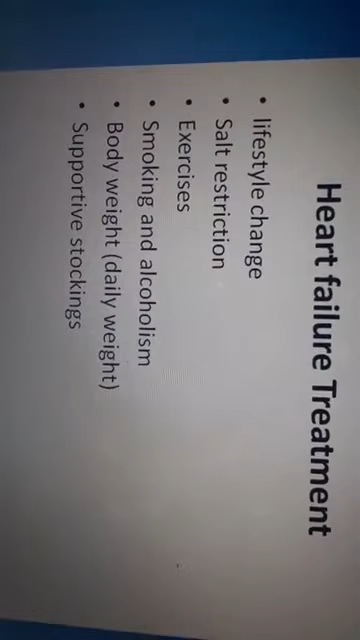 Heart failure Treatment
• lifestyle change
• Salt restriction
• Exercises
• Smoking and alcoholism
• Body weight (daily weight)
• Supportive stockings